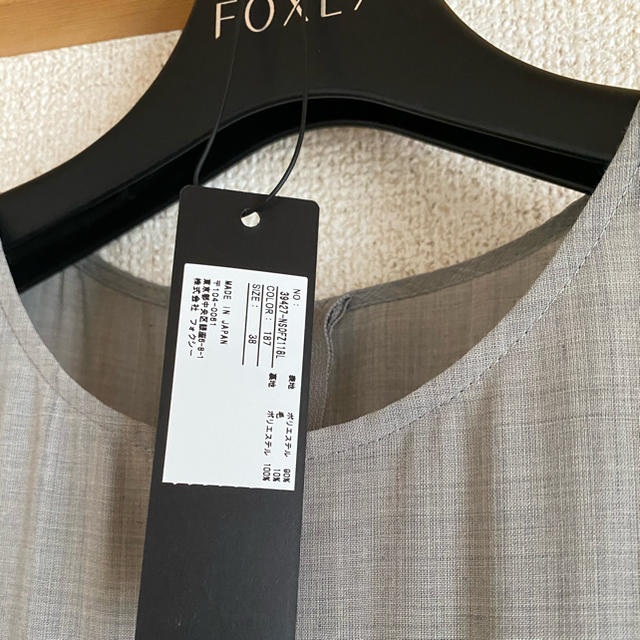 FOXEY
NO : 39427-NSOFZ118L
COLOR : 187
SIZE : 38
表地 ポリエステル 90%
毛 10%
裏地 ポリエステル 100%
MADE IN JAPAN
〒104-0061
東京都中央区銀座6-8-1
株式会社 フォクシー